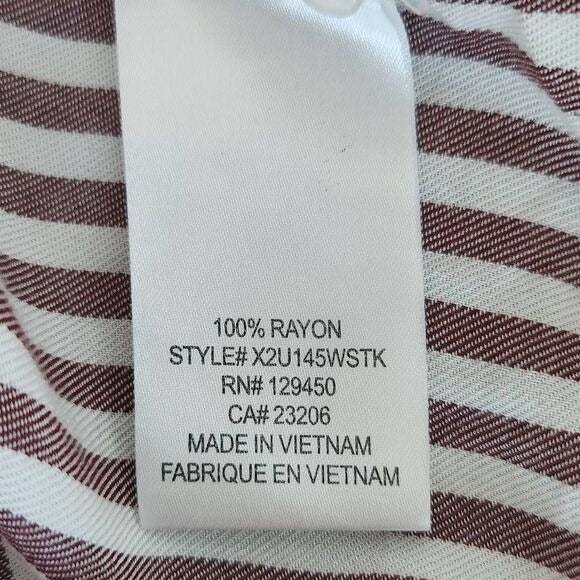 100% RAYON
STYLE# X2U145WSTK
RN# 129450
CA# 23206
MADE IN VIETNAM
FABRIQUE EN VIETNAM